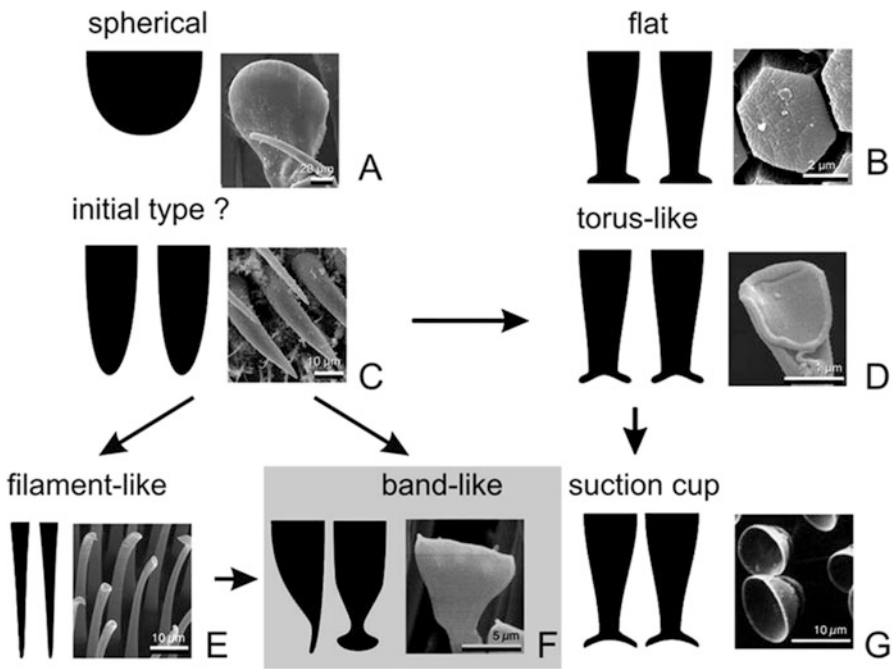 spherical
20 µm
A
flat
2 µm
B
initial type ?
10 µm
C
torus-like
D
filament-like
10 µm
E
band-like
5 µm
F
suction cup
10 µm
G